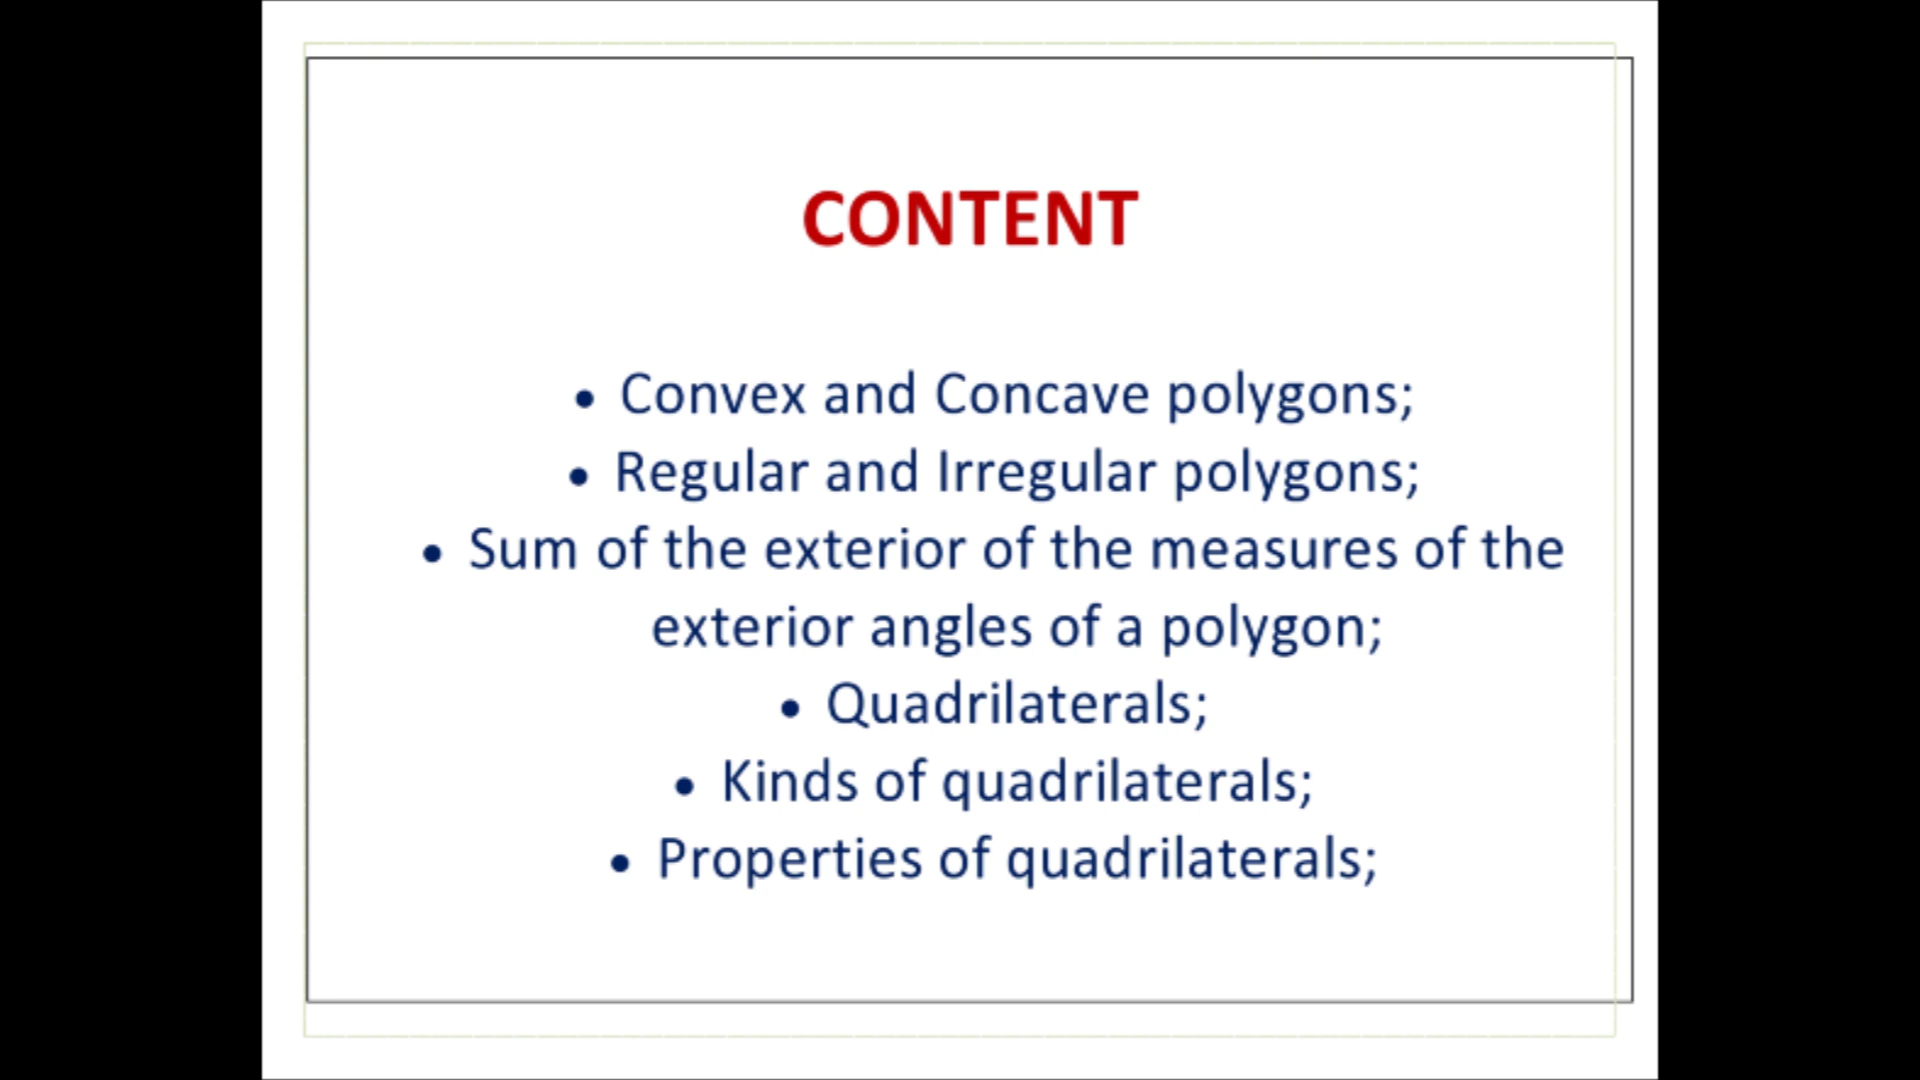 CONTENT
• Convex and Concave polygons;
• Regular and Irregular polygons;
• Sum of the exterior of the measures of the
exterior angles of a polygon;
• Quadrilaterals;
• Kinds of quadrilaterals;
• Properties of quadrilaterals;